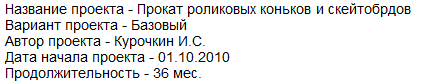 Название проекта - Прокат роликовых коньков и скейтобрдов
Вариант проекта - Базовый
Автор проекта - Курочкин И.С.
Дата начала проекта - 01.10.2010
Продолжительность - 36 мес.